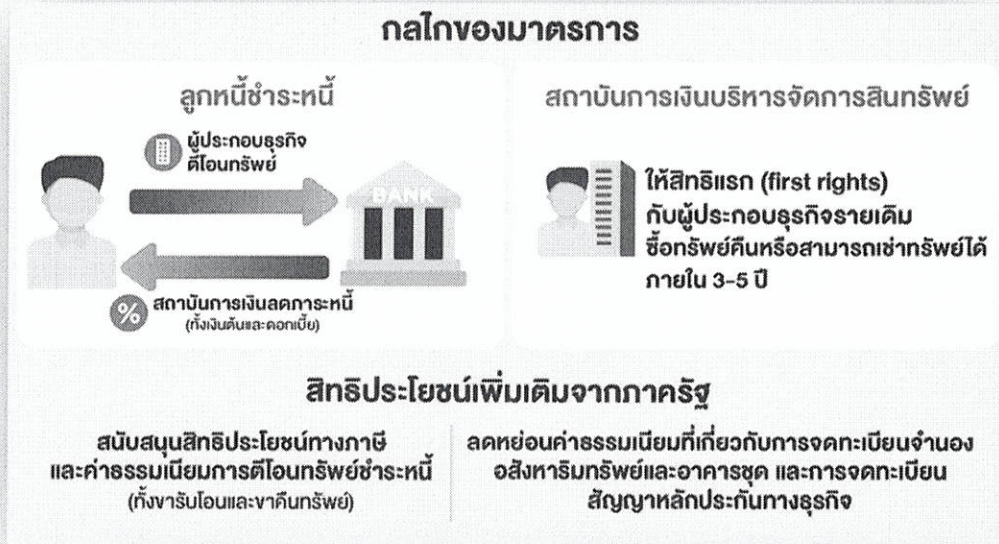 กลไกของมาตรการ
ลูกหนี้ชำระหนี้
ผู้ประกอบธุรกิจ
ตีโอนทรัพย์
BANK
% สถาบันการเงินลดภาระหนี้
(ทั้งเงินต้นและดอกเบี้ย)
สถาบันการเงินบริหารจัดการสินทรัพย์
ให้สิทธิแรก (first rights)
กับผู้ประกอบธุรกิจรายเดิม
ซื้อทรัพย์คืนหรือสามารถเช่าทรัพย์ได้
ภายใน 3-5 ปี
สิทธิประโยชน์เพิ่มเติมจากภาครัฐ
สนับสนุนสิทธิประโยชน์ทางภาษี
และค่าธรรมเนียมการตีโอนทรัพย์ชำระหนี้
(ทั้งขารับโอนและขาคืนทรัพย์)
ลดหย่อนค่าธรรมเนียมที่เกี่ยวกับการจดทะเบียนจำนอง
อสังหาริมทรัพย์และอาคารชุด และการจดทะเบียน
สัญญาหลักประกันทางธุรกิจ